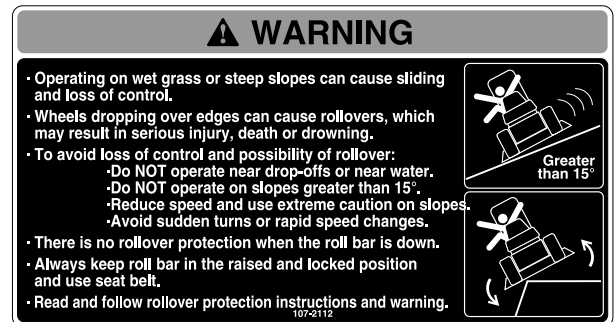 WARNING
· Operating on wet grass or steep slopes can cause sliding
and loss of control.
· Wheels dropping over edges can cause rollovers, which
may result in serious injury, death or drowning.
· To avoid loss of control and possibility of rollover:
·Do NOT operate near drop-offs or near water.
·Do NOT operate on slopes greater than 15°.
·Reduce speed and use extreme caution on slopes.
·Avoid sudden turns or rapid speed changes.
· There is no rollover protection when the roll bar is down.
· Always keep roll bar in the raised and locked position
and use seat belt.
· Read and follow rollover protection instructions and warning.
107-2112
Greater
than 15°